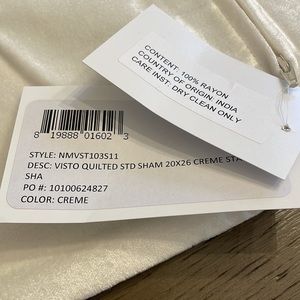 CONTENT: 100% RAYON
COUNTRY OF ORIGIN: INDIA
CARE INST: DRY CLEAN ONLY
8 19888 01602 3
STYLE: NMVST103S11
DESC: VISTO QUILTED STD SHAM 20X26 CREME STA
SHA
PO #: 10100624827
COLOR: CREME